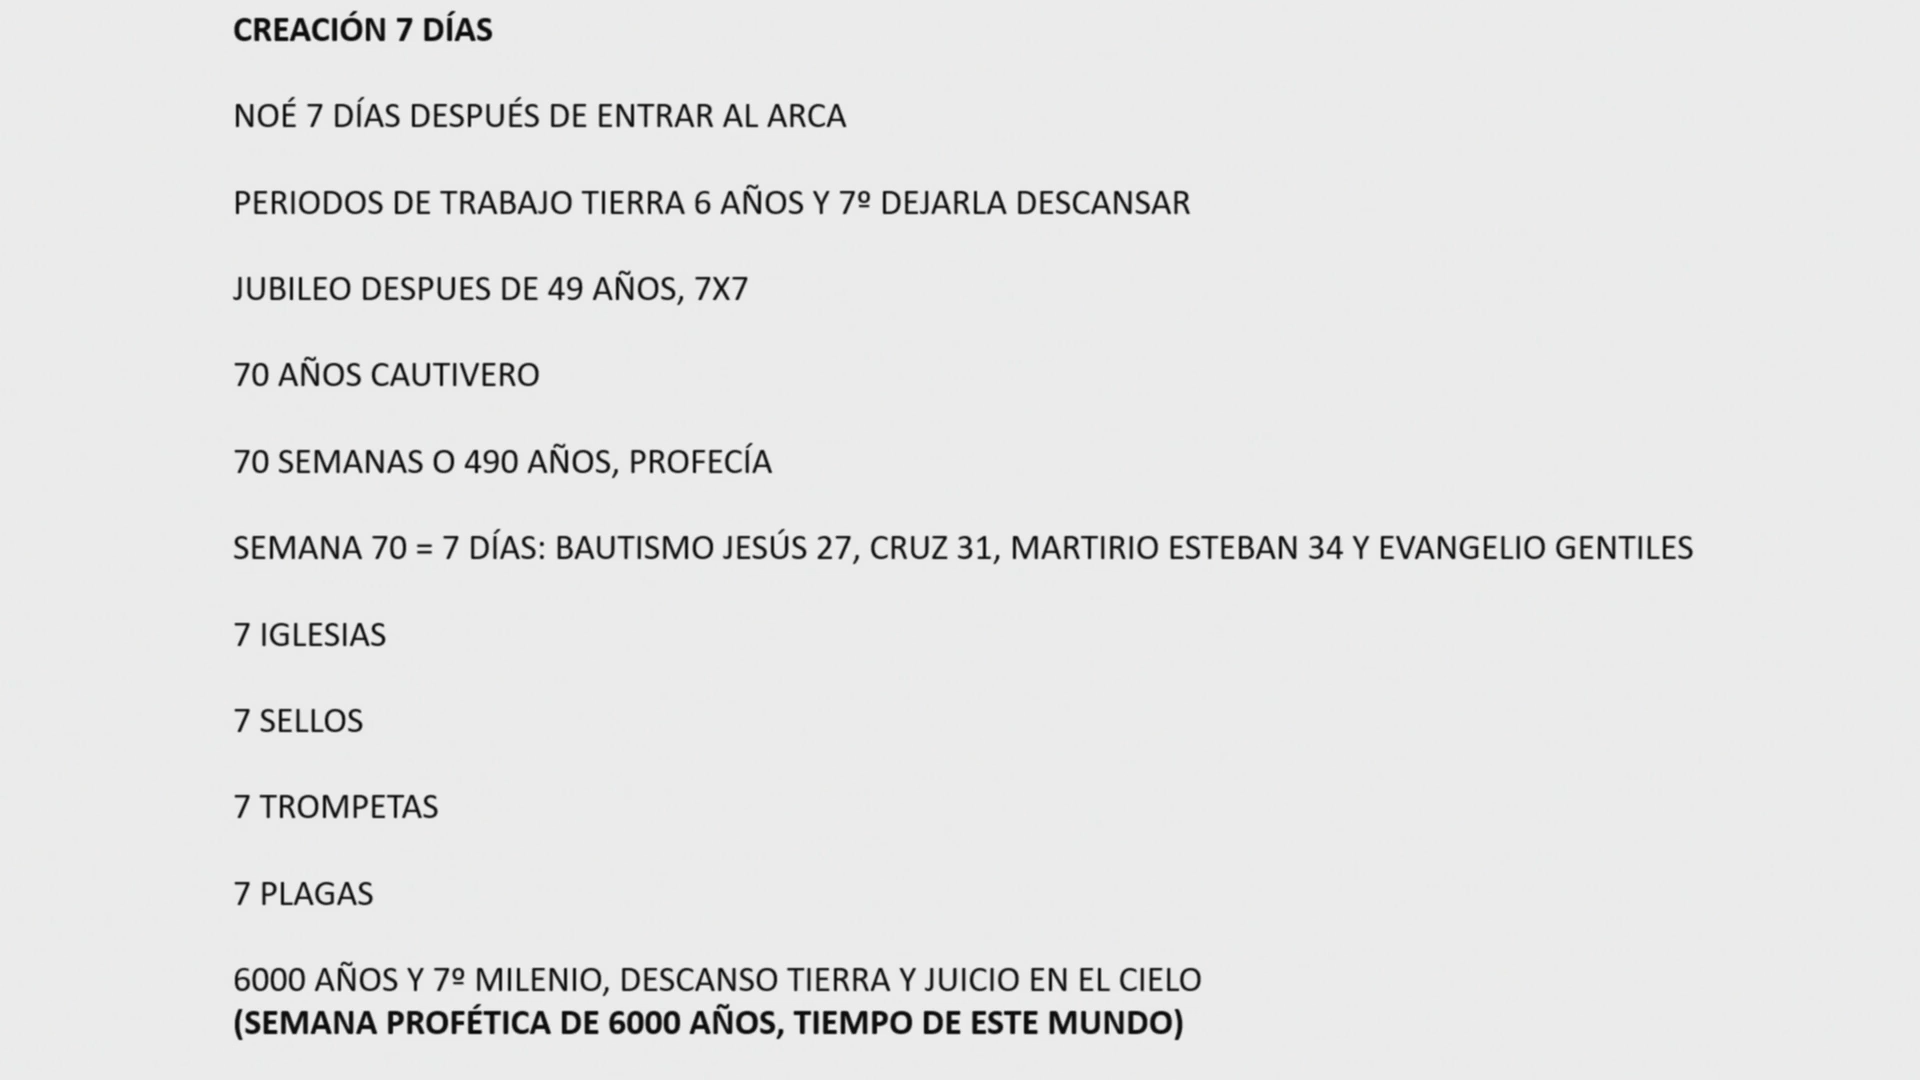 CREACIÓN 7 DÍAS
NOÉ 7 DÍAS DESPUÉS DE ENTRAR AL ARCA
PERIODOS DE TRABAJO TIERRA 6 AÑOS Y 7º DEJARLA DESCANSAR
JUBILEO DESPUES DE 49 AÑOS, 7X7
70 AÑOS CAUTIVERO
70 SEMANAS O 490 AÑOS, PROFECÍA
SEMANA 70 = 7 DÍAS: BAUTISMO JESÚS 27, CRUZ 31, MARTIRIO ESTEBAN 34 Y EVANGELIO GENTILES
7 IGLESIAS
7 SELLOS
7 TROMPETAS
7 PLAGAS
6000 AÑOS Y 7º MILENIO, DESCANSO TIERRA Y JUICIO EN EL CIELO
(SEMANA PROFÉTICA DE 6000 AÑOS, TIEMPO DE ESTE MUNDO)